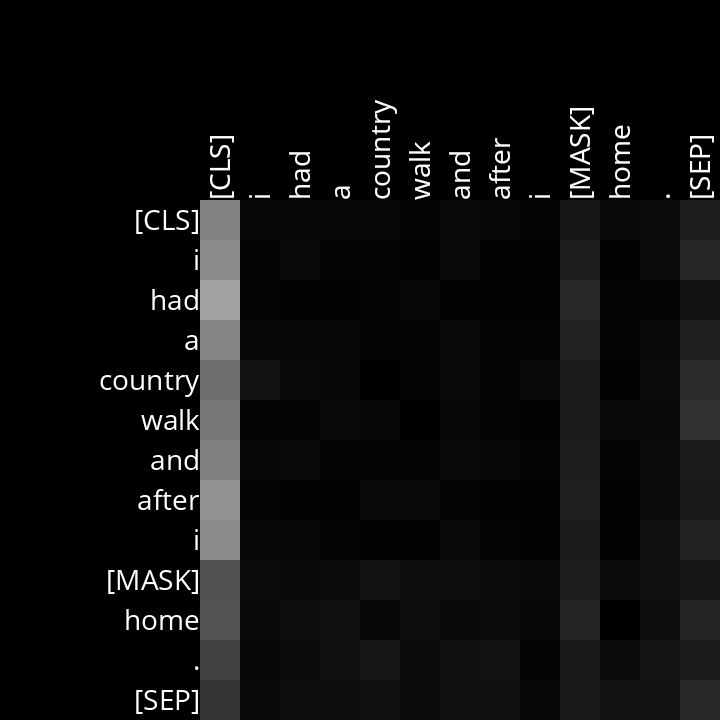 [CLS] i had a country walk and after i [MASK] home . [SEP]
[CLS]
i
had
a
country
walk
and
after
i
[MASK]
home
.
[SEP]